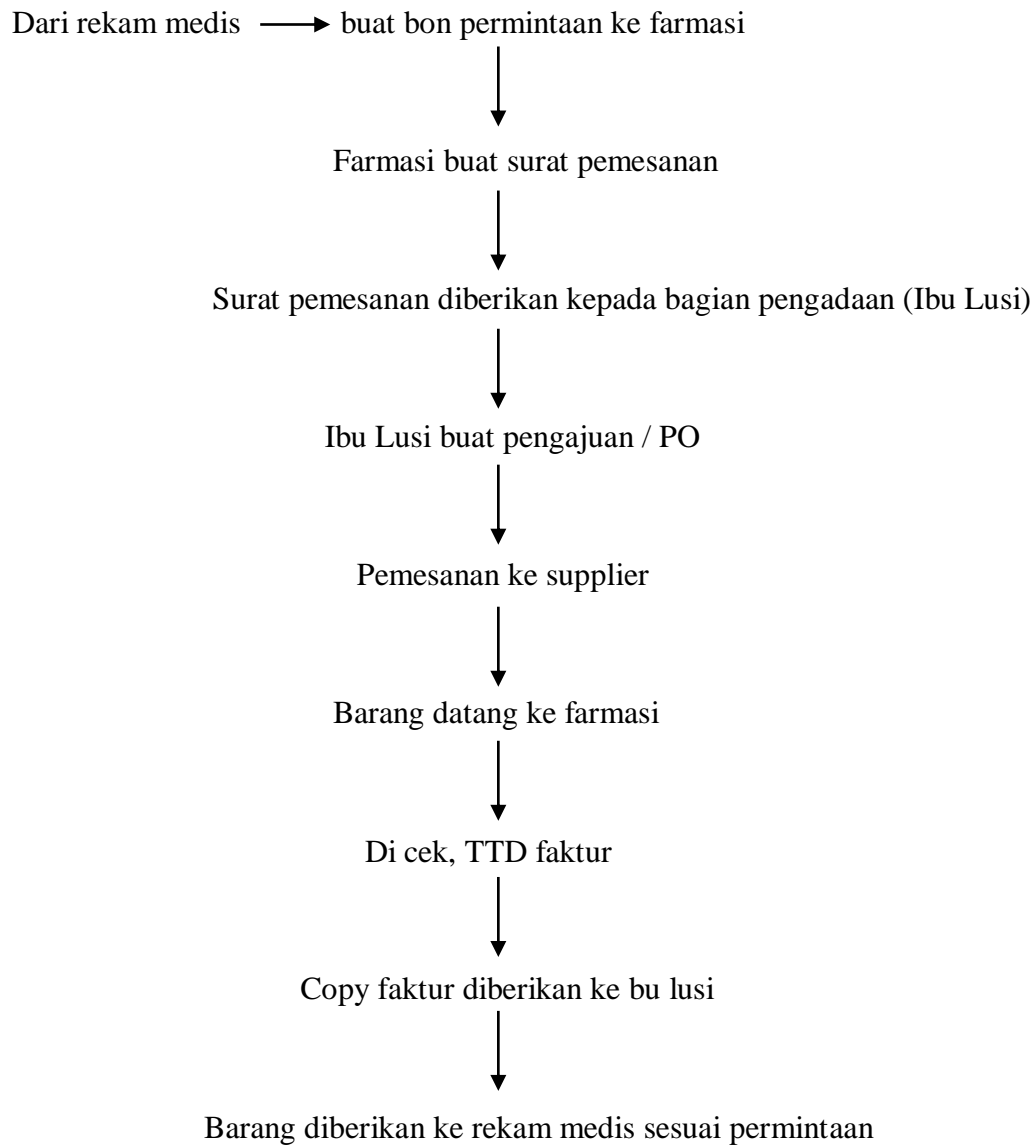 Dari rekam medis buat bon permintaan ke farmasi
Farmasi buat surat pemesanan
Surat pemesanan diberikan kepada bagian pengadaan (Ibu Lusi)
Ibu Lusi buat pengajuan / PO
Pemesanan ke supplier
Barang datang ke farmasi
Di cek, TTD faktur
Copy faktur diberikan ke bu lusi
Barang diberikan ke rekam medis sesuai permintaan